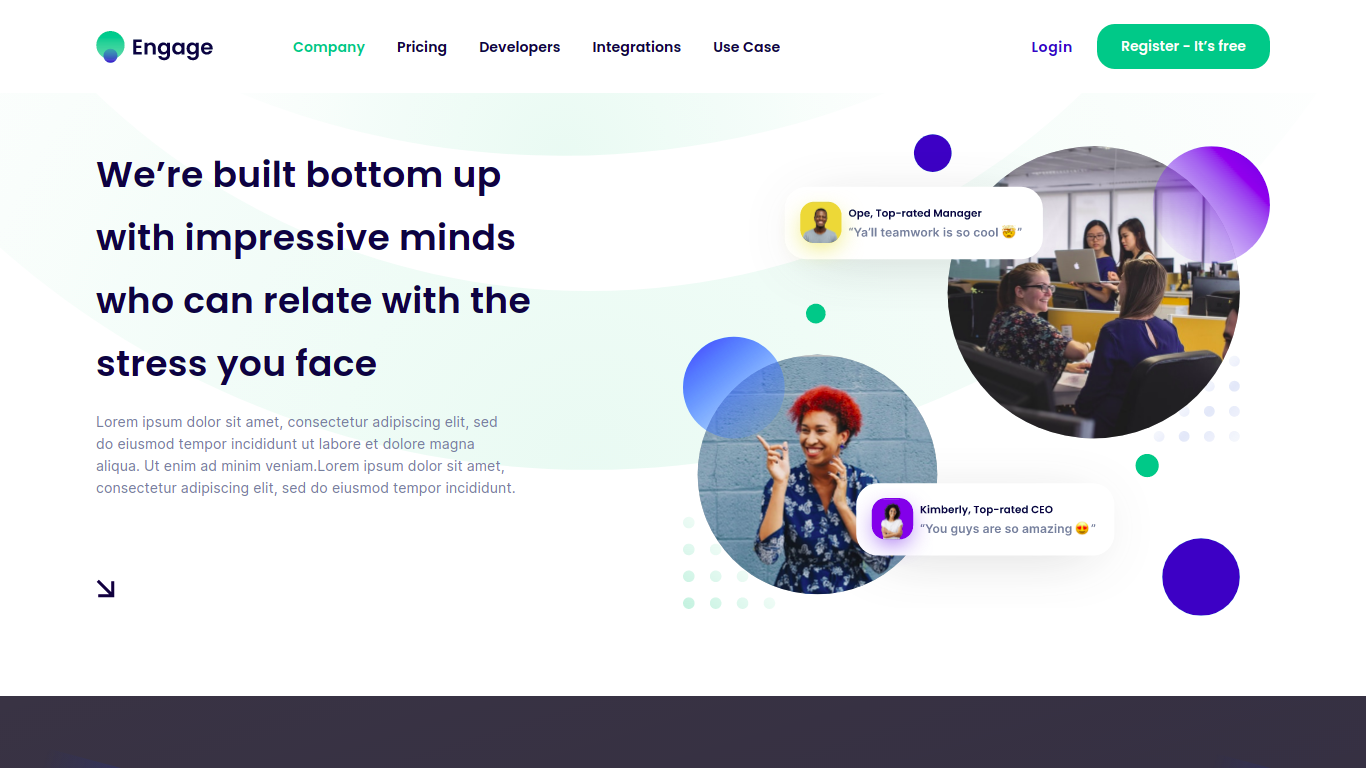 Engage
Company Pricing Developers Integrations Use Case
Login
Register - It’s free
We’re built bottom up
with impressive minds
who can relate with the
stress you face
Lorem ipsum dolor sit amet, consectetur adipiscing elit, sed
do eiusmod tempor incididunt ut labore et dolore magna
aliqua. Ut enim ad minim veniam.Lorem ipsum dolor sit amet,
consectetur adipiscing elit, sed do eiusmod tempor incididunt.
Ope, Top-rated Manager
“Ya’ll teamwork is so cool 🤯”
Kimberly, Top-rated CEO
“You guys are so amazing 😍”